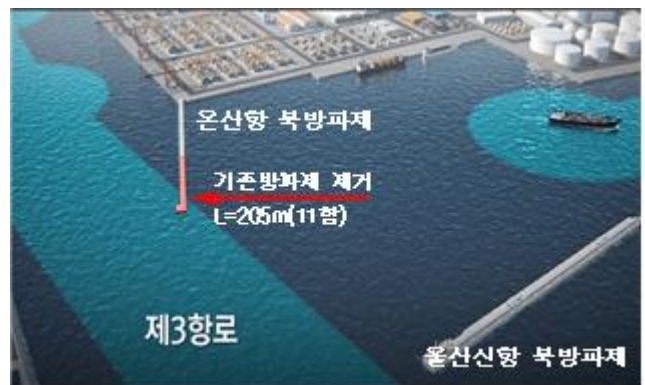 온산항 북방파제
기존방파제 제거
L=205m(11함)
제3항로
울산신항 북방파제